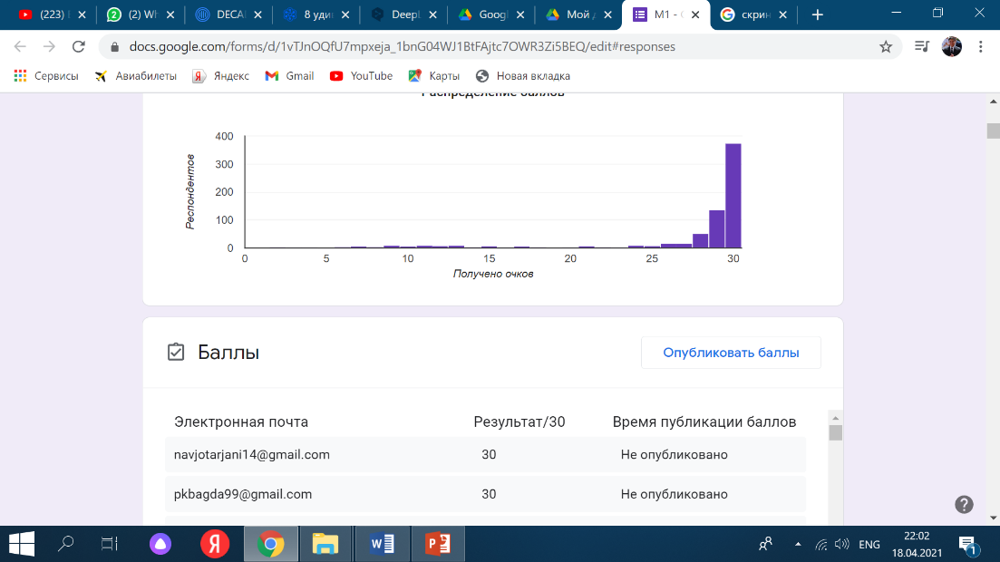 (223)
(2) Wh
DECA
8 уди
Deepl
Goog
Мой д
M1 - G
скрин
docs.google.com/forms/d/1vTJnOQfU7mpxeja_1bnG04WJ1BtFAjtc7OWR3Zi5BEQ/edit#responses
Сервисы
Авиабилеты
Яндекс
Gmail
YouTube
Карты
Новая вкладка
Распределение баллов
Респондентов
400
300
200
100
0
0 5 10 15 20 25 30
Получено очков
Баллы
Опубликовать баллы
Электронная почта Результат/30 Время публикации баллов
navjotarjani14@gmail.com 30 Не опубликовано
pkbagda99@gmail.com 30 Не опубликовано
ENG
22:02
18.04.2021
1